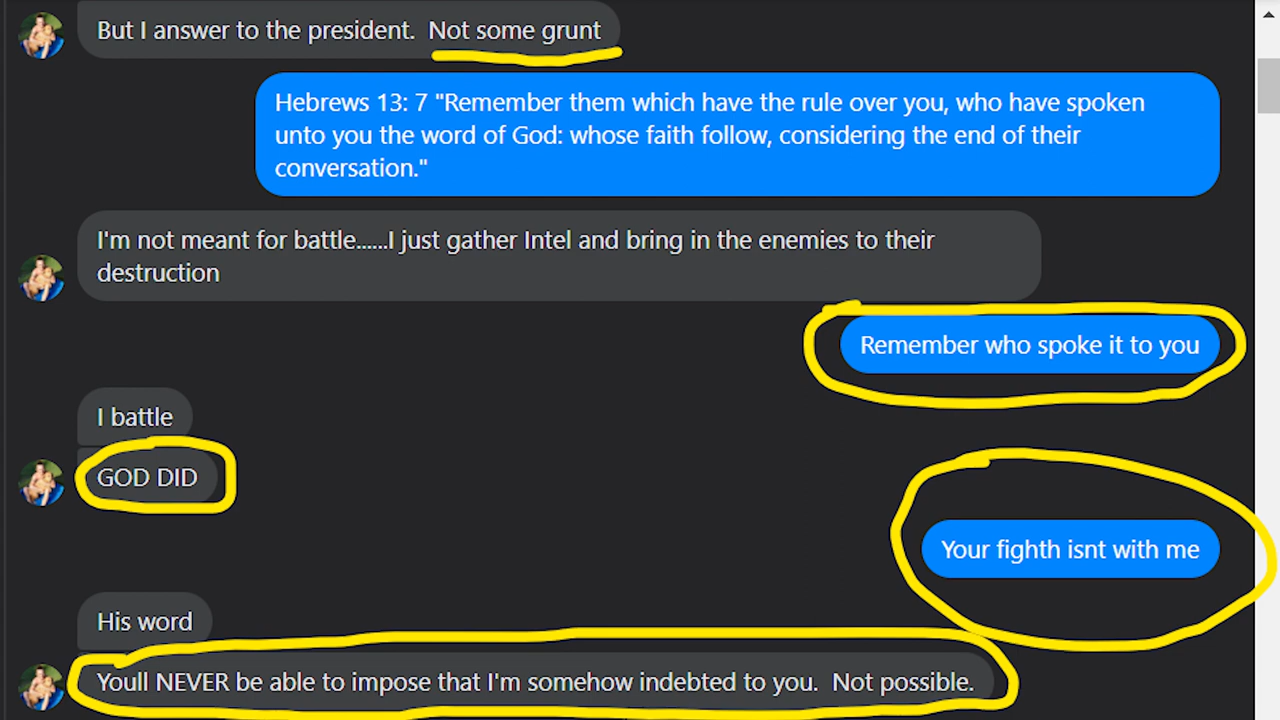 But I answer to the president.  Not some grunt
Hebrews 13: 7 "Remember them which have the rule over you, who have spoken
unto you the word of God: whose faith follow, considering the end of their
conversation."
I'm not meant for battle......I just gather Intel and bring in the enemies to their
destruction
Remember who spoke it to you
I battle
GOD DID
Your fighth isnt with me
His word
Youll NEVER be able to impose that I'm somehow indebted to you.  Not possible.